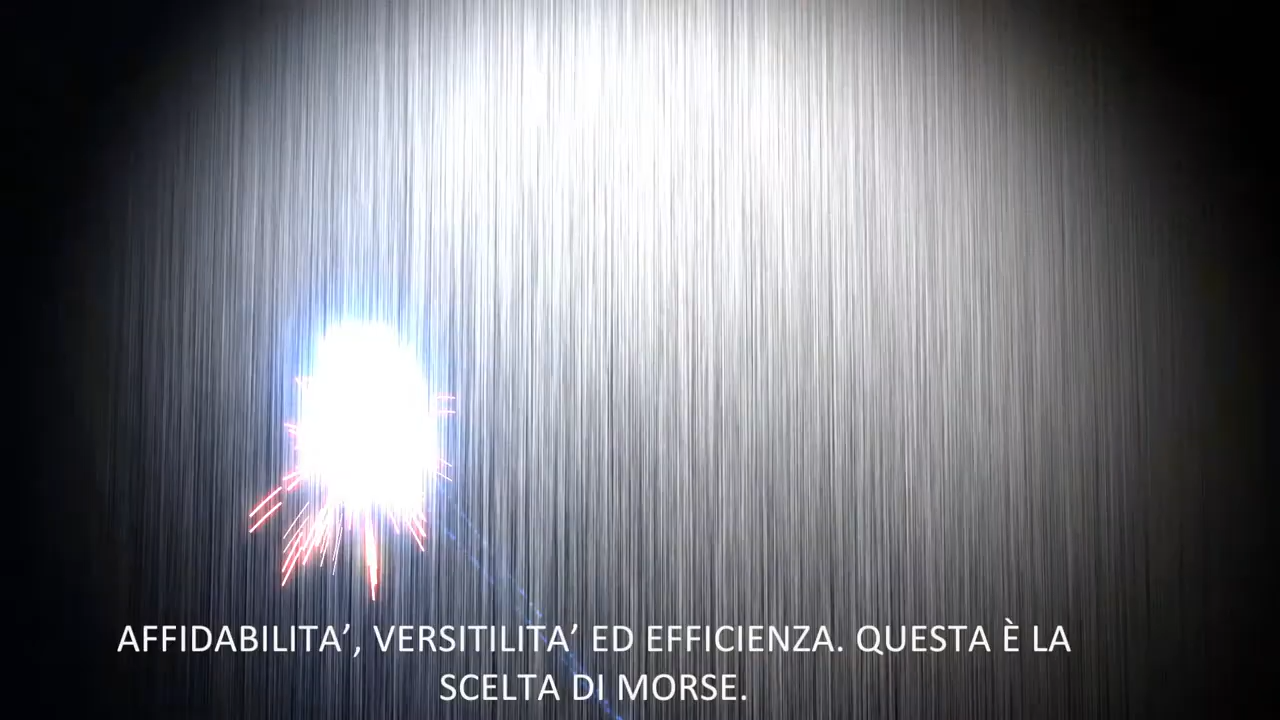 AFFIDABILITA’, VERSITILITA’ ED EFFICIENZA. QUESTA È LA
SCELTA DI MORSE.